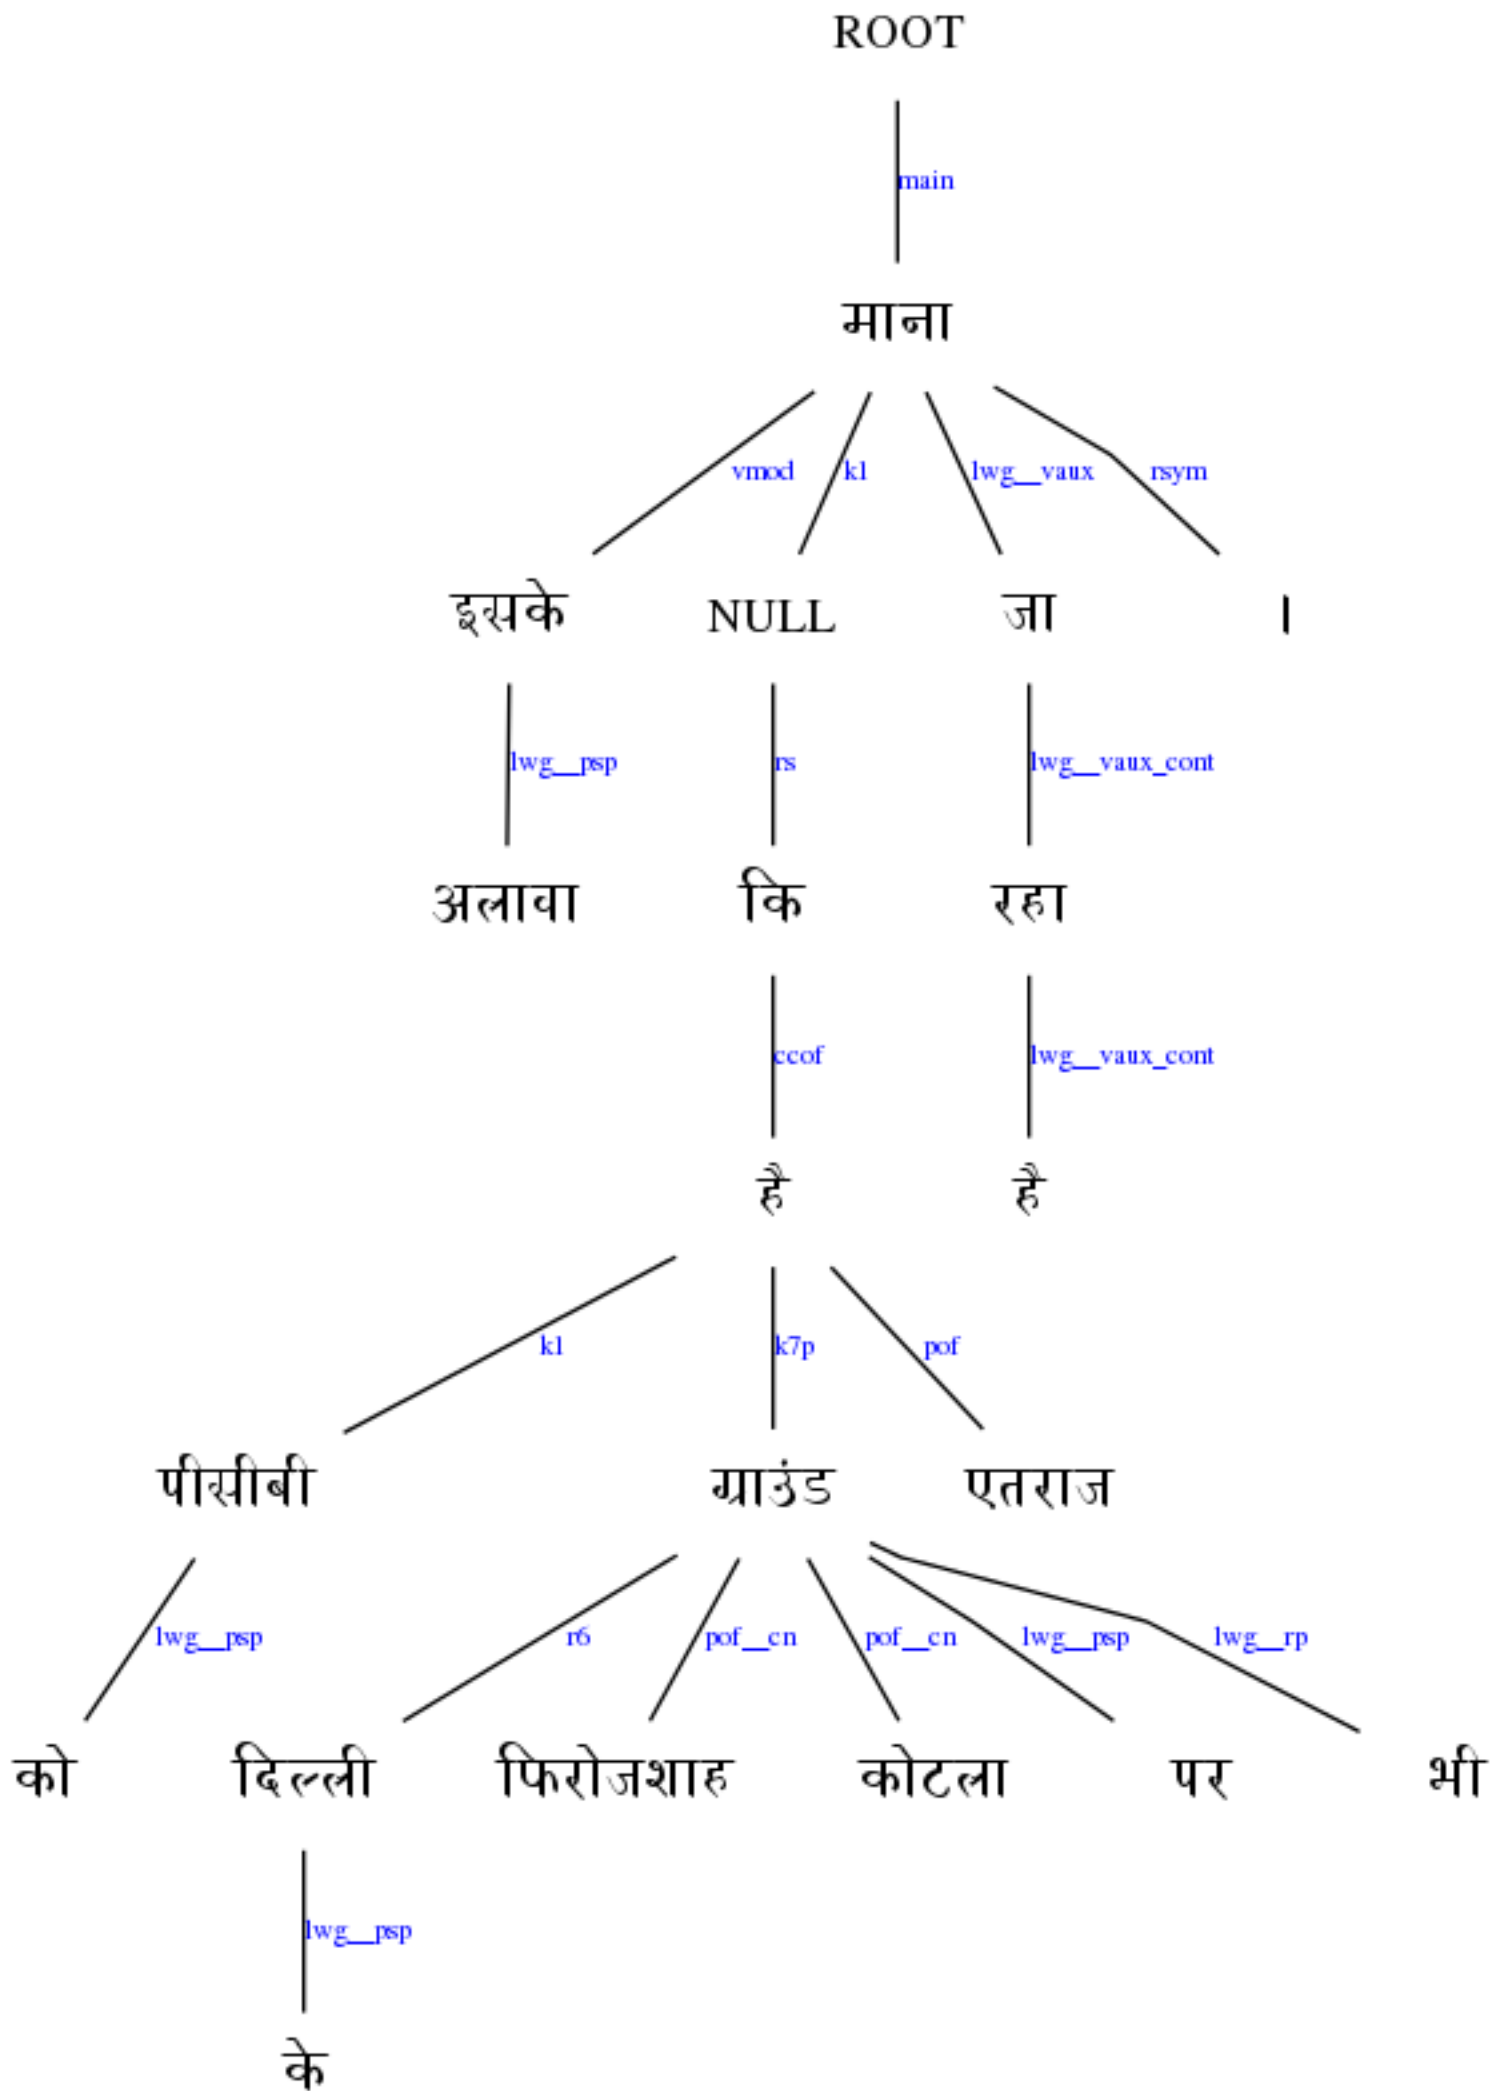 ROOT
main
माना
vmod k1 lwg__vaux rsym
इसके NULL जा ।
lwg__psp rs lwg__vaux_cont
अलावा कि रहा
ccof lwg__vaux_cont
है है
k1 k7p pof
पीसीबी ग्राउंड एतराज
lwg__psp r6 pof__cn pof__cn lwg__psp lwg__rp
को दिल्ली फिरोजशाह कोटला पर भी
lwg__psp
के